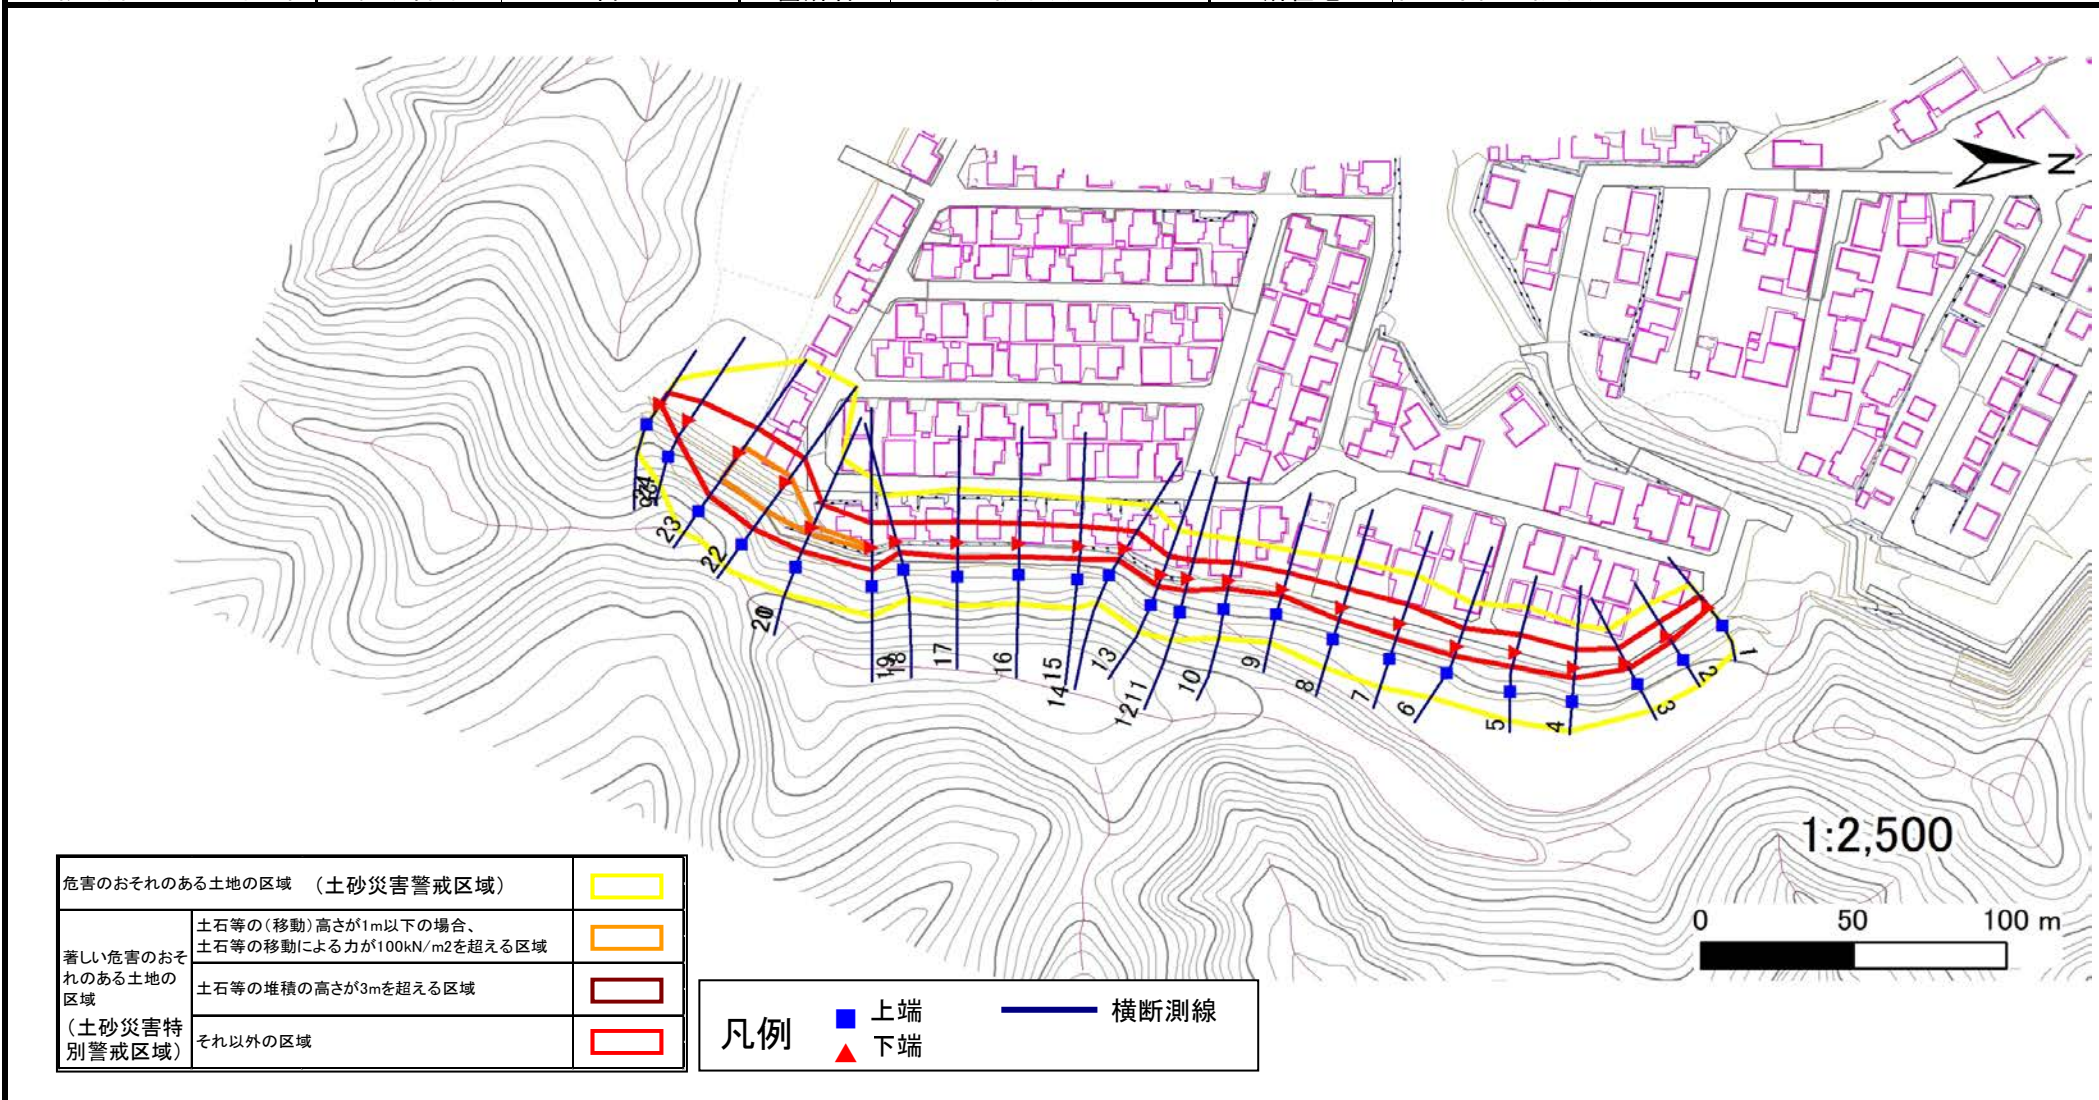 N
24
23
22
20
19
18
17
16
15
14
13
12
11
10
9
8
7
6
5
4
3
2
1
1:2,500
0 50 100 m
危害のおそれのある土地の区域 (土砂災害警戒区域)
著しい危害のおそれのある土地の区域
(土砂災害特別警戒区域)
土石等の(移動)高さが1m以下の場合、
土石等の移動による力が100kN/m2を超える区域
土石等の堆積の高さが3mを超える区域
それ以外の区域
凡例
上端
下端
横断測線